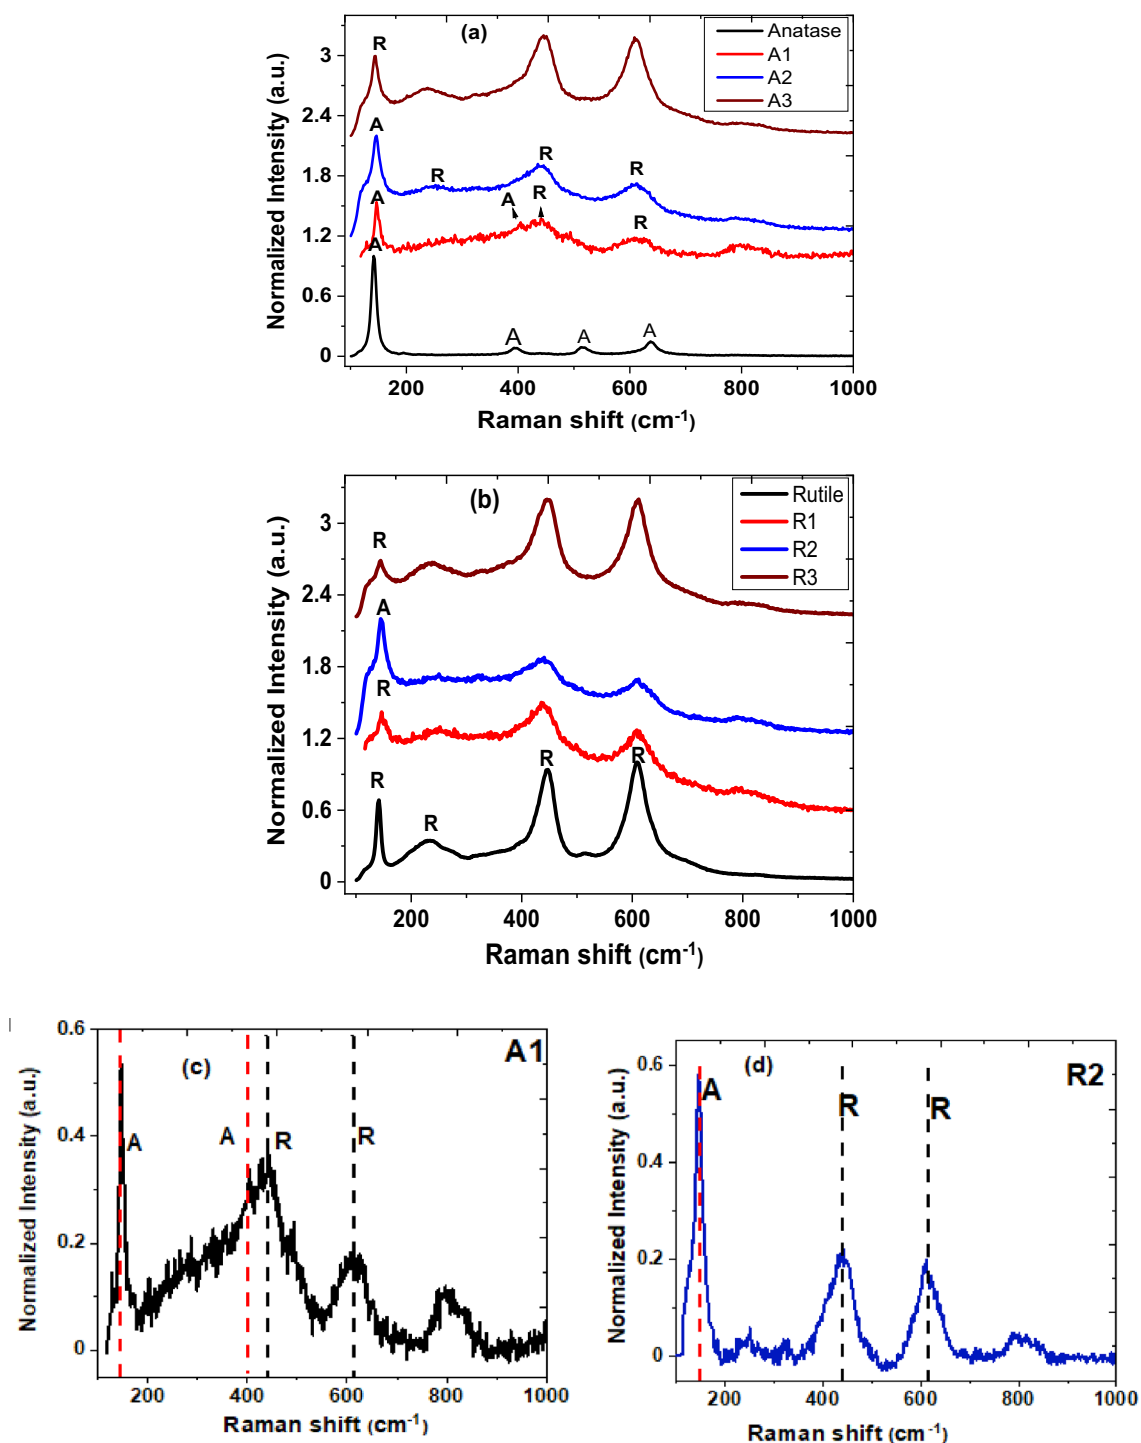 (a)
Anatase
A1
A2
A3
R
A
R
R
R
A
A
R
R
A
A
A
A
3
2.4
1.8
1.2
0.6
0
Normalized Intensity (a.u.)
200 400 600 800 1000
Raman shift (cm⁻¹)
(b)
Rutile
R1
R2
R3
R
A
R
R
R
R
R
3
2.4
1.8
1.2
0.6
0
Normalized Intensity (a.u.)
200 400 600 800 1000
Raman shift (cm⁻¹)
(c)
A1
A
A
R
R
0.6
0.4
0.2
0
Normalized Intensity (a.u.)
200 400 600 800 1000
Raman shift (cm⁻¹)
(d)
R2
A
R
R
0.6
0.4
0.2
0
Normalized Intensity (a.u.)
200 400 600 800 1000
Raman shift (cm⁻¹)